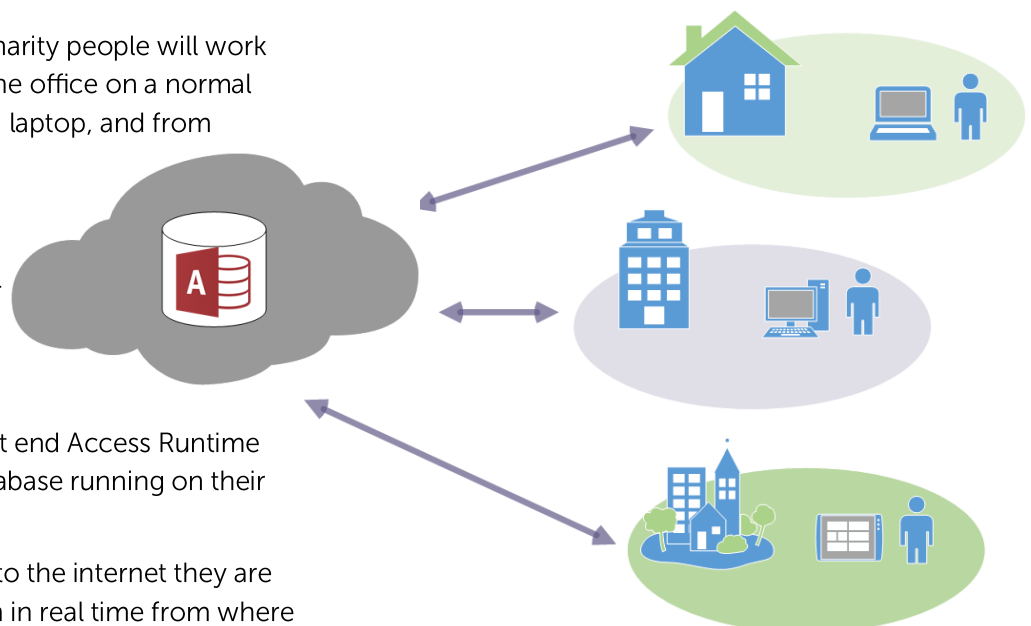 harity people will work
ne office on a normal
laptop, and from
A
t end Access Runtime
abase running on their
to the internet they are
n in real time from where